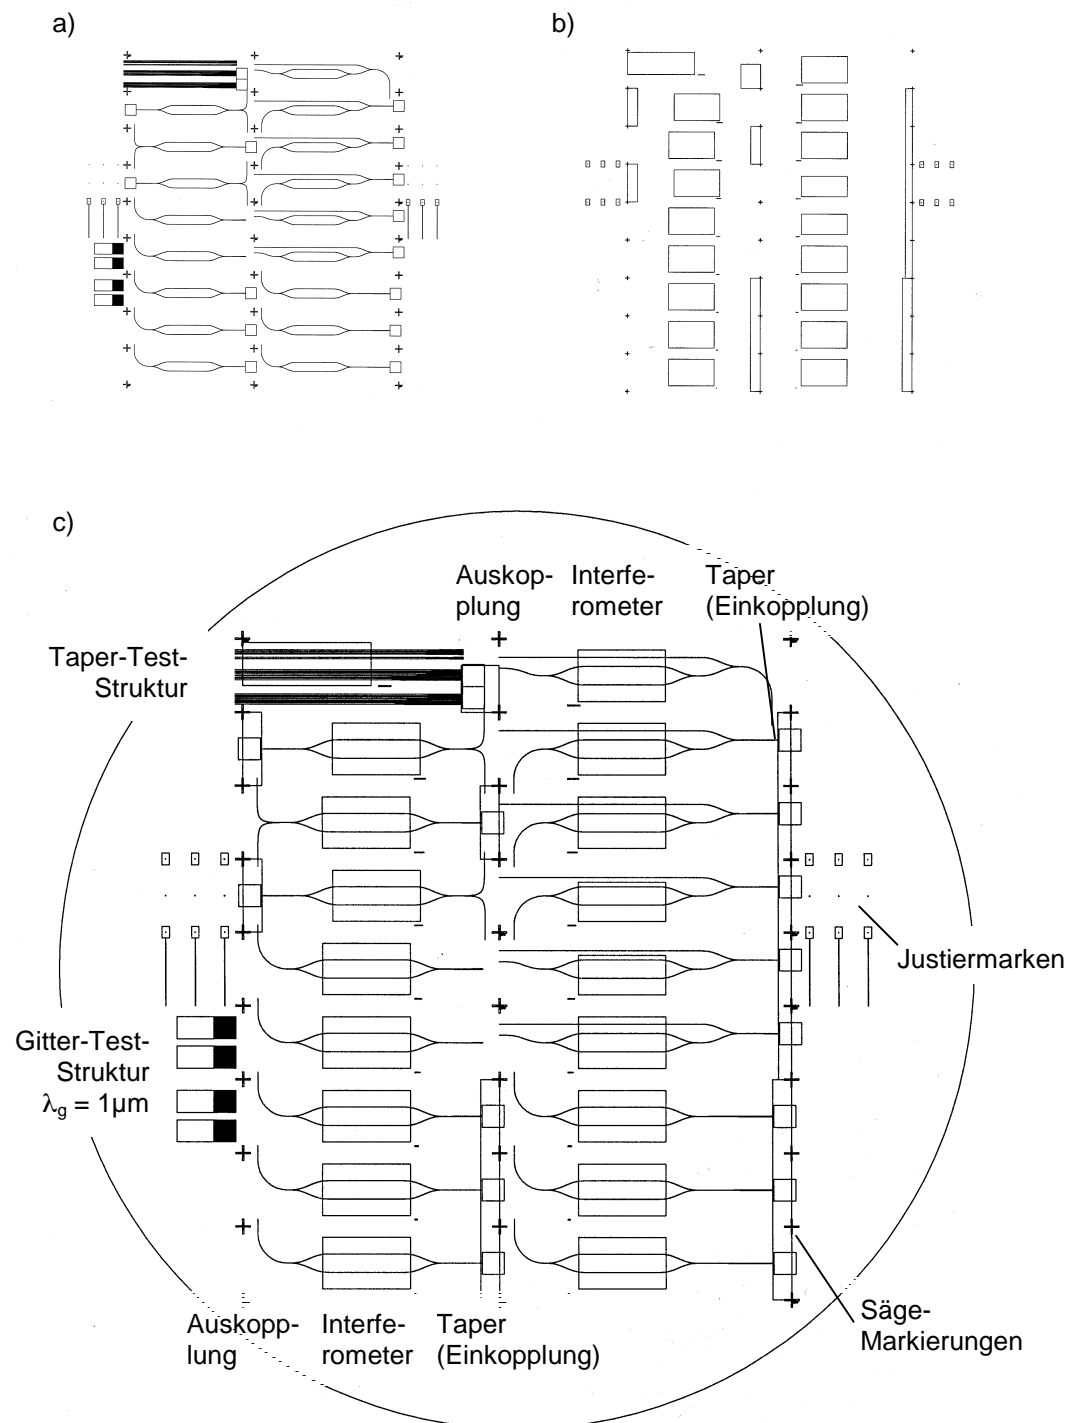 a)
b)
c)
Auskop-
plung
Interfe-
rometer
Taper
(Einkopplung)
Taper-Test-
Struktur
Justiermarken
Gitter-Test-
Struktur
λg = 1µm
Auskopp-
lung
Interfe-
rometer
Taper
(Einkopplung)
Säge-
Markierungen